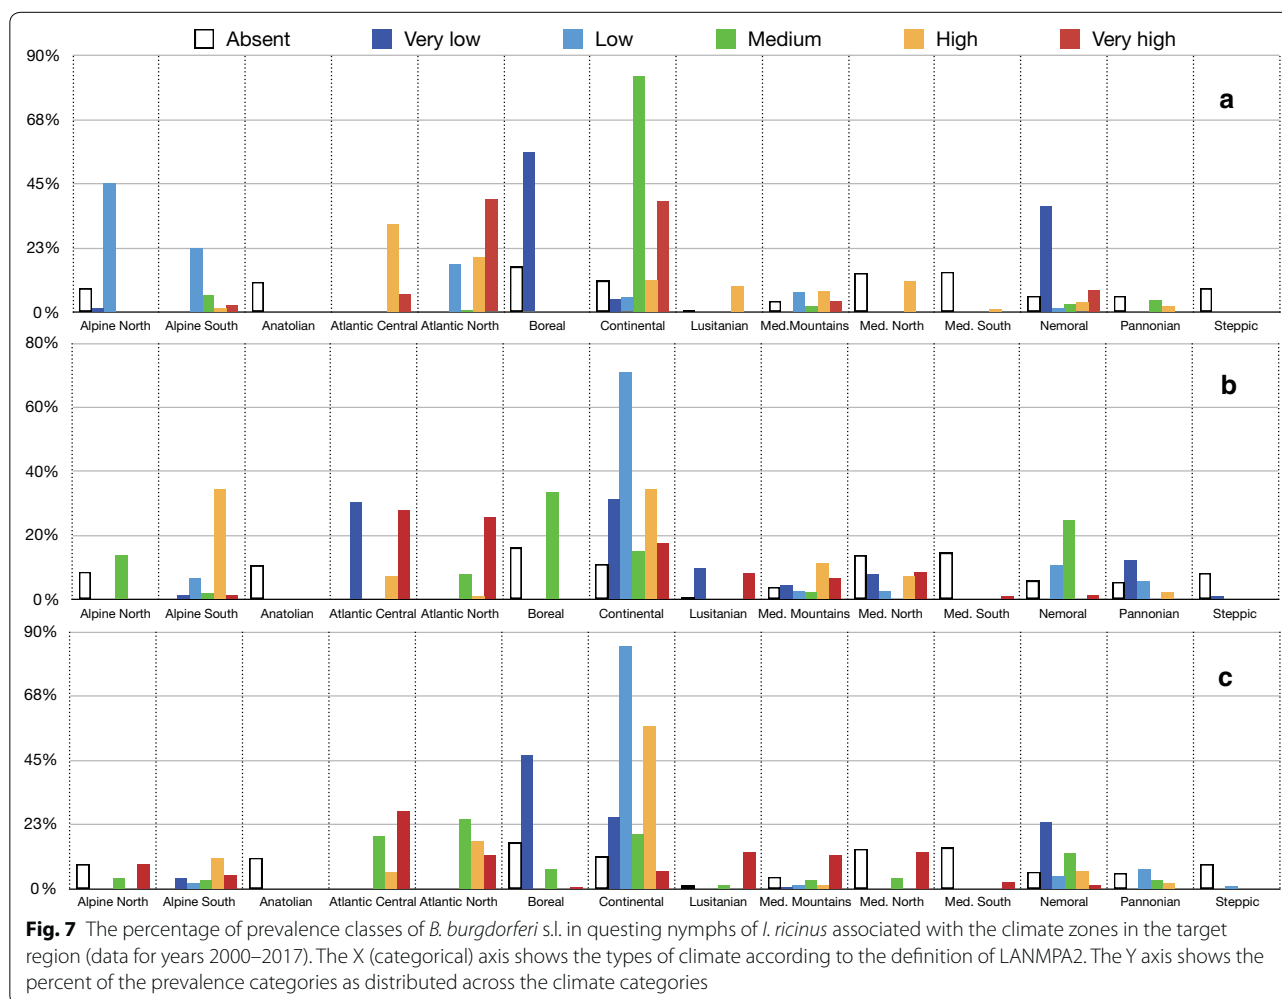 Absent Very low Low Medium High Very high
90%
a
68%
45%
23%
0%
Alpine North Alpine South Anatolian Atlantic Central Atlantic North Boreal Continental Lusitanian Med.Mountains Med. North Med. South Nemoral Pannonian Steppic
80%
b
60%
40%
20%
0%
Alpine North Alpine South Anatolian Atlantic Central Atlantic North Boreal Continental Lusitanian Med. Mountains Med. North Med. South Nemoral Pannonian Steppic
90%
c
68%
45%
23%
0%
Alpine North Alpine South Anatolian Atlantic Central Atlantic North Boreal Continental Lusitanian Med. Mountains Med. North Med. South Nemoral Pannonian Steppic
Fig. 7 The percentage of prevalence classes of B. burgdorferi s.l. in questing nymphs of I. ricinus associated with the climate zones in the target
region (data for years 2000–2017). The X (categorical) axis shows the types of climate according to the definition of LANMPA2. The Y axis shows the
percent of the prevalence categories as distributed across the climate categories